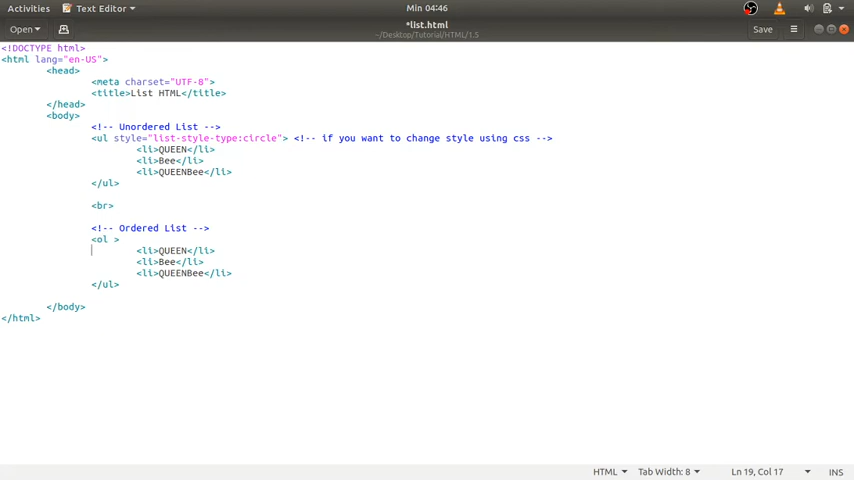 Activities Text Editor Min 04:46
Open *list.html Save
~/Desktop/Tutorial/HTML/1.5
<!DOCTYPE html>
<html lang="en-US">
<head>
<meta charset="UTF-8">
<title>List HTML</title>
</head>
<body>
<!-- Unordered List -->
<ul style="list-style-type:circle"> <!-- if you want to change style using css -->
<li>QUEEN</li>
<li>Bee</li>
<li>QUEENBee</li>
</ul>
<br>
<!-- Ordered List -->
<ol >
<li>QUEEN</li>
<li>Bee</li>
<li>QUEENBee</li>
</ul>
</body>
</html>
HTML Tab Width: 8 Ln 19, Col 17 INS